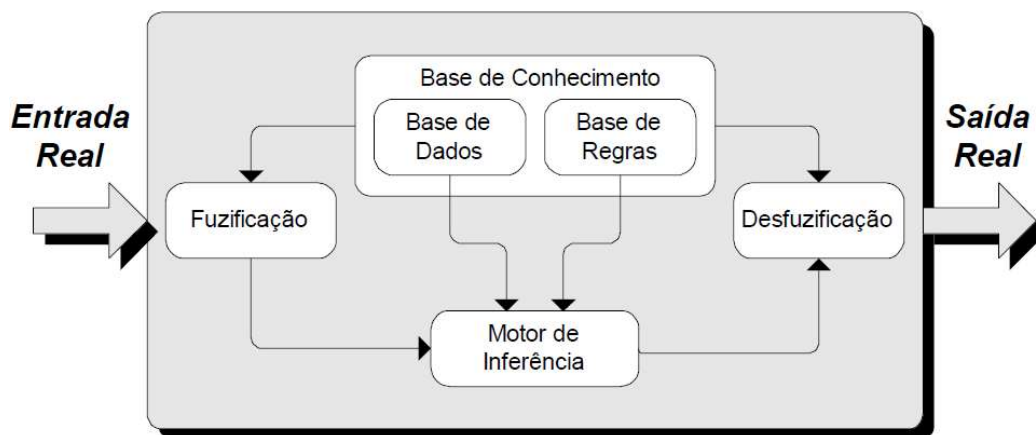 Entrada
Real
Base de Conhecimento
Base de
Dados
Base de
Regras
Saída
Real
Fuzificação
Desfuzificação
Motor de
Inferência